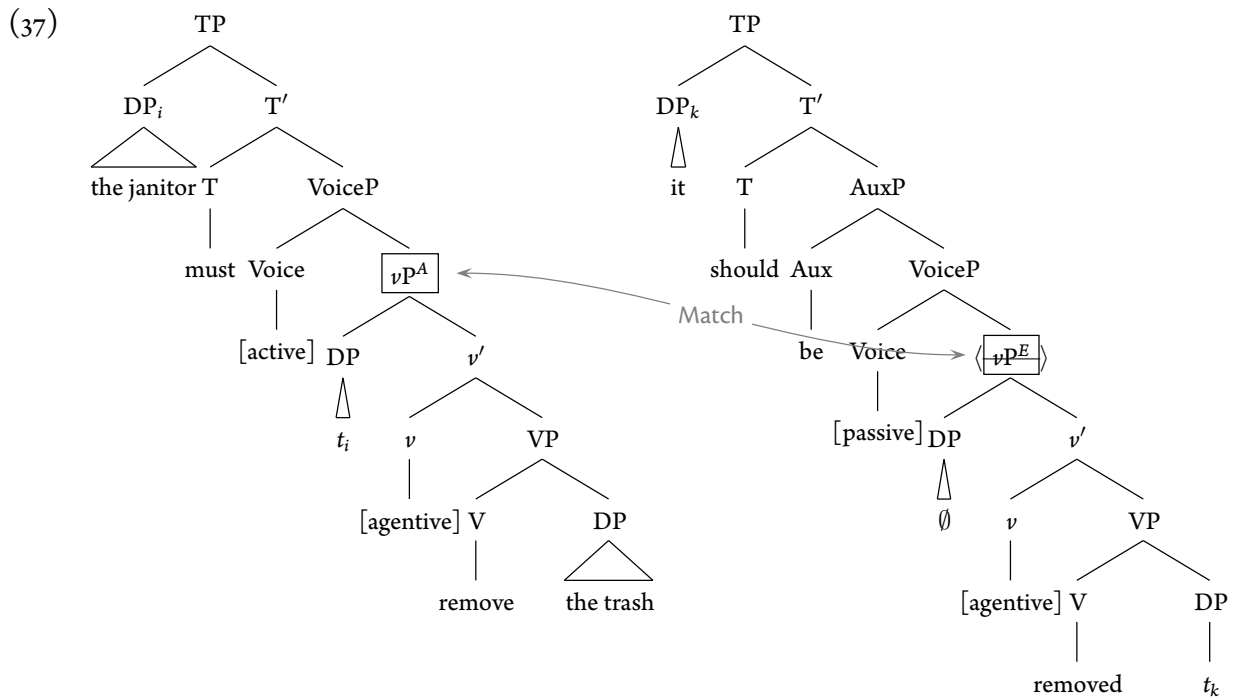 (37)
TP TP
DP_i T′ DP_k T′
the janitor T VoiceP it T AuxP
must Voice vP^A should Aux VoiceP
Match
[active] DP v′ be Voice ⟨vP^E⟩
t_i v VP [passive] DP v′
[agentive] V DP ∅ v VP
remove the trash [agentive] V DP
removed t_k